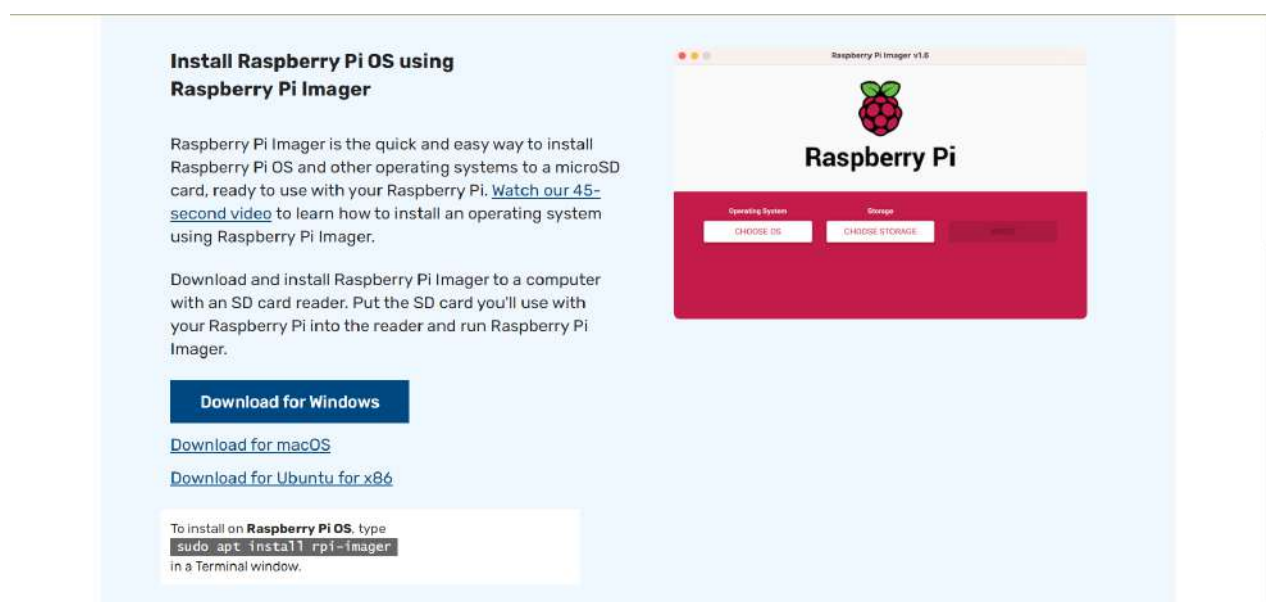 Install Raspberry Pi OS using
Raspberry Pi Imager
Raspberry Pi Imager is the quick and easy way to install
Raspberry Pi OS and other operating systems to a microSD
card, ready to use with your Raspberry Pi. Watch our 45-
second video to learn how to install an operating system
using Raspberry Pi Imager.
Download and install Raspberry Pi Imager to a computer
with an SD card reader. Put the SD card you'll use with
your Raspberry Pi into the reader and run Raspberry Pi
Imager.
Download for Windows
Download for macOS
Download for Ubuntu for x86
To install on Raspberry Pi OS, type
sudo apt install rpi-imager
in a Terminal window.
Raspberry Pi Imager v1.6
Raspberry Pi
Operating System Storage
CHOOSE OS CHOOSE STORAGE